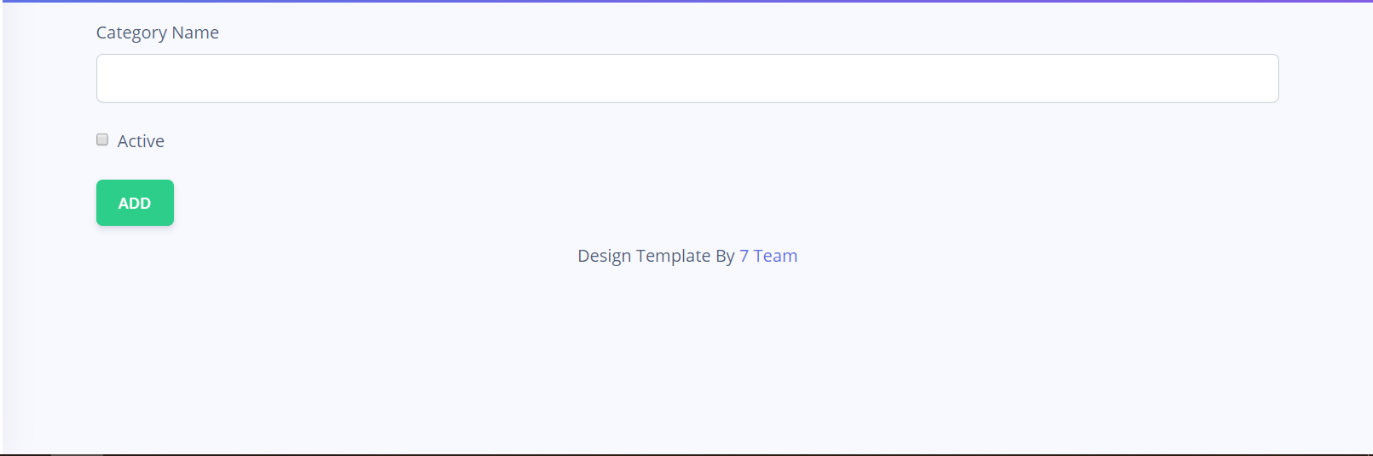 Category Name
Active
ADD
Design Template By 7 Team